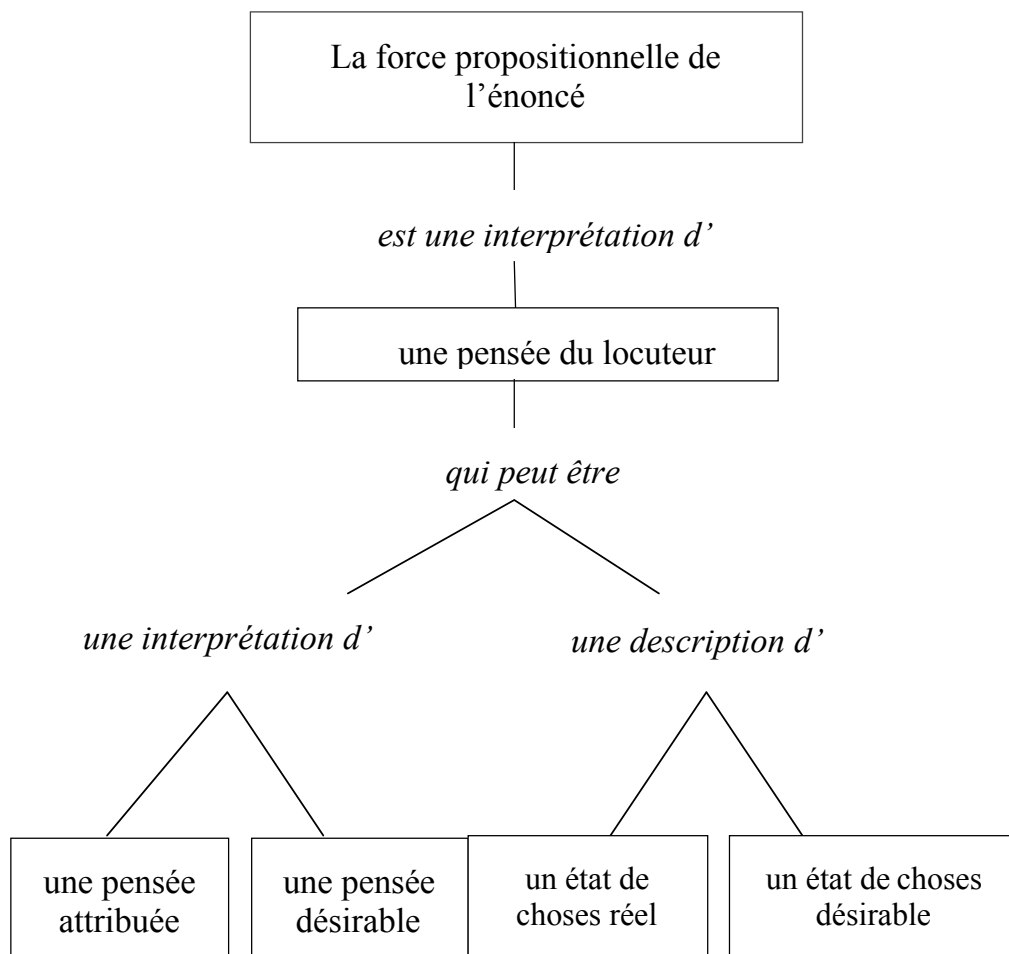 La force propositionnelle de
l’énoncé
est une interprétation d’
une pensée du locuteur
qui peut être
une interprétation d’
une description d’
une pensée
attribuée
une pensée
désirable
un état de
choses réel
un état de choses
désirable